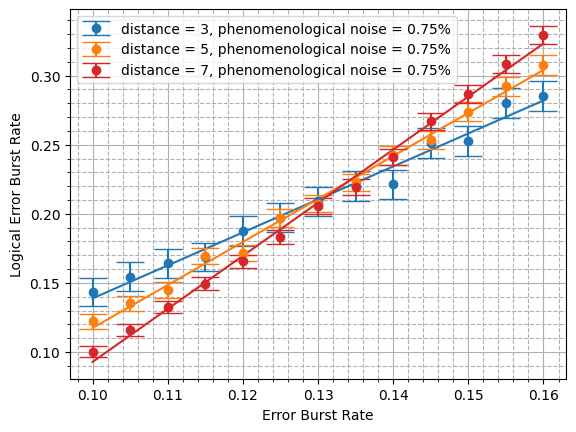 distance = 3, phenomenological noise = 0.75%
distance = 5, phenomenological noise = 0.75%
distance = 7, phenomenological noise = 0.75%
Logical Error Burst Rate
0.30
0.25
0.20
0.15
0.10
0.10 0.11 0.12 0.13 0.14 0.15 0.16
Error Burst Rate